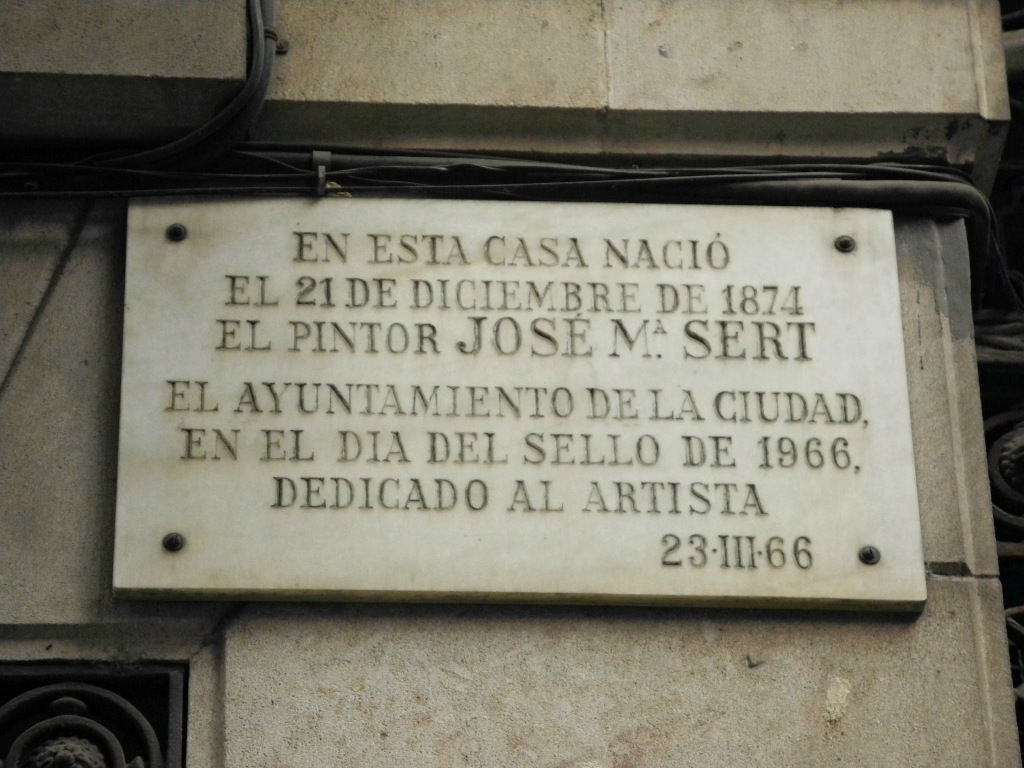 EN ESTA CASA NACIÓ
EL 21 DE DICIEMBRE DE 1874
EL PINTOR JOSÉ Mª. SERT
EL AYUNTAMIENTO DE LA CIUDAD,
EN EL DIA DEL SELLO DE 1966,
DEDICADO AL ARTISTA
23·III·66